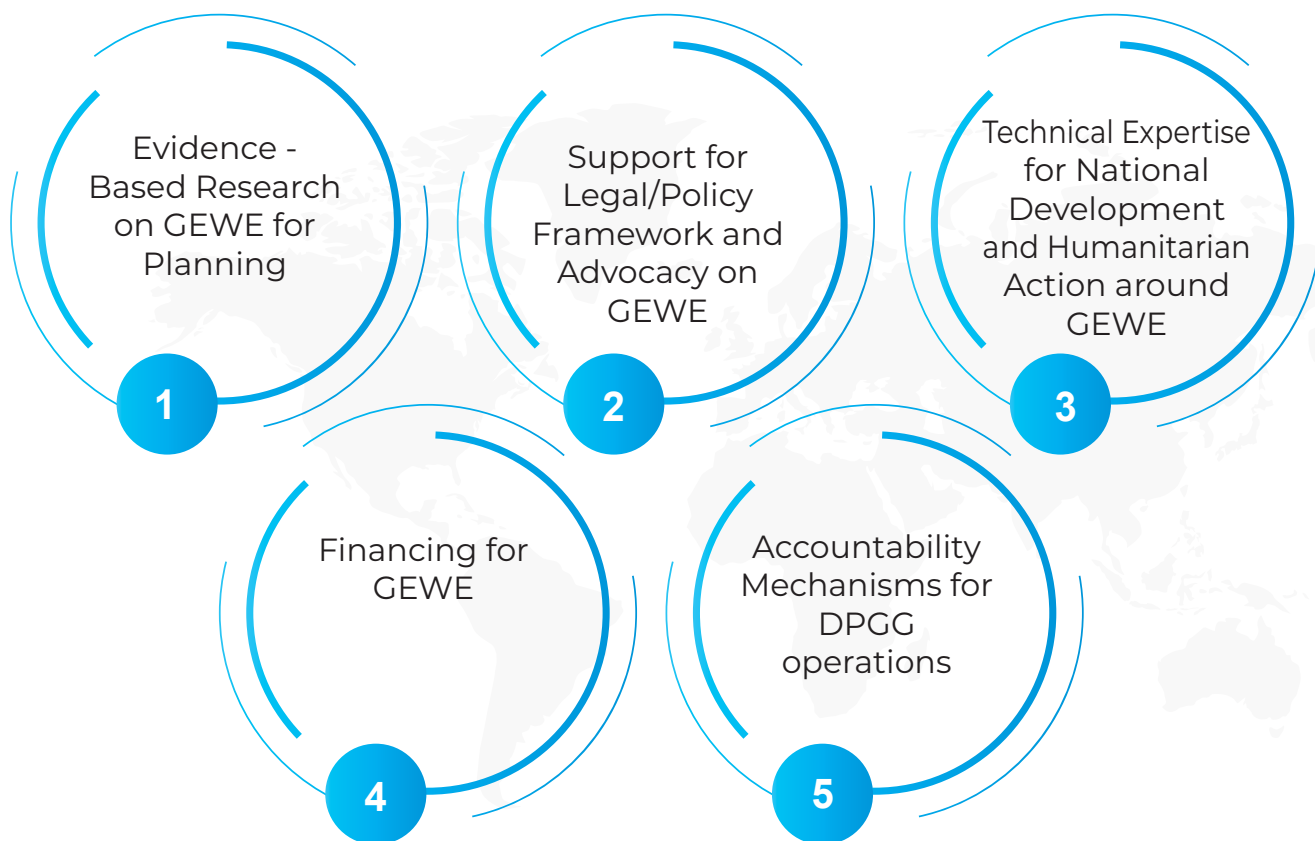 Evidence -
Based Research
on GEWE for
Planning
1
Support for
Legal/Policy
Framework and
Advocacy on
GEWE
2
Technical Expertise
for National
Development
and Humanitarian
Action around
GEWE
3
Financing for
GEWE
4
Accountability
Mechanisms for
DPGG
operations
5